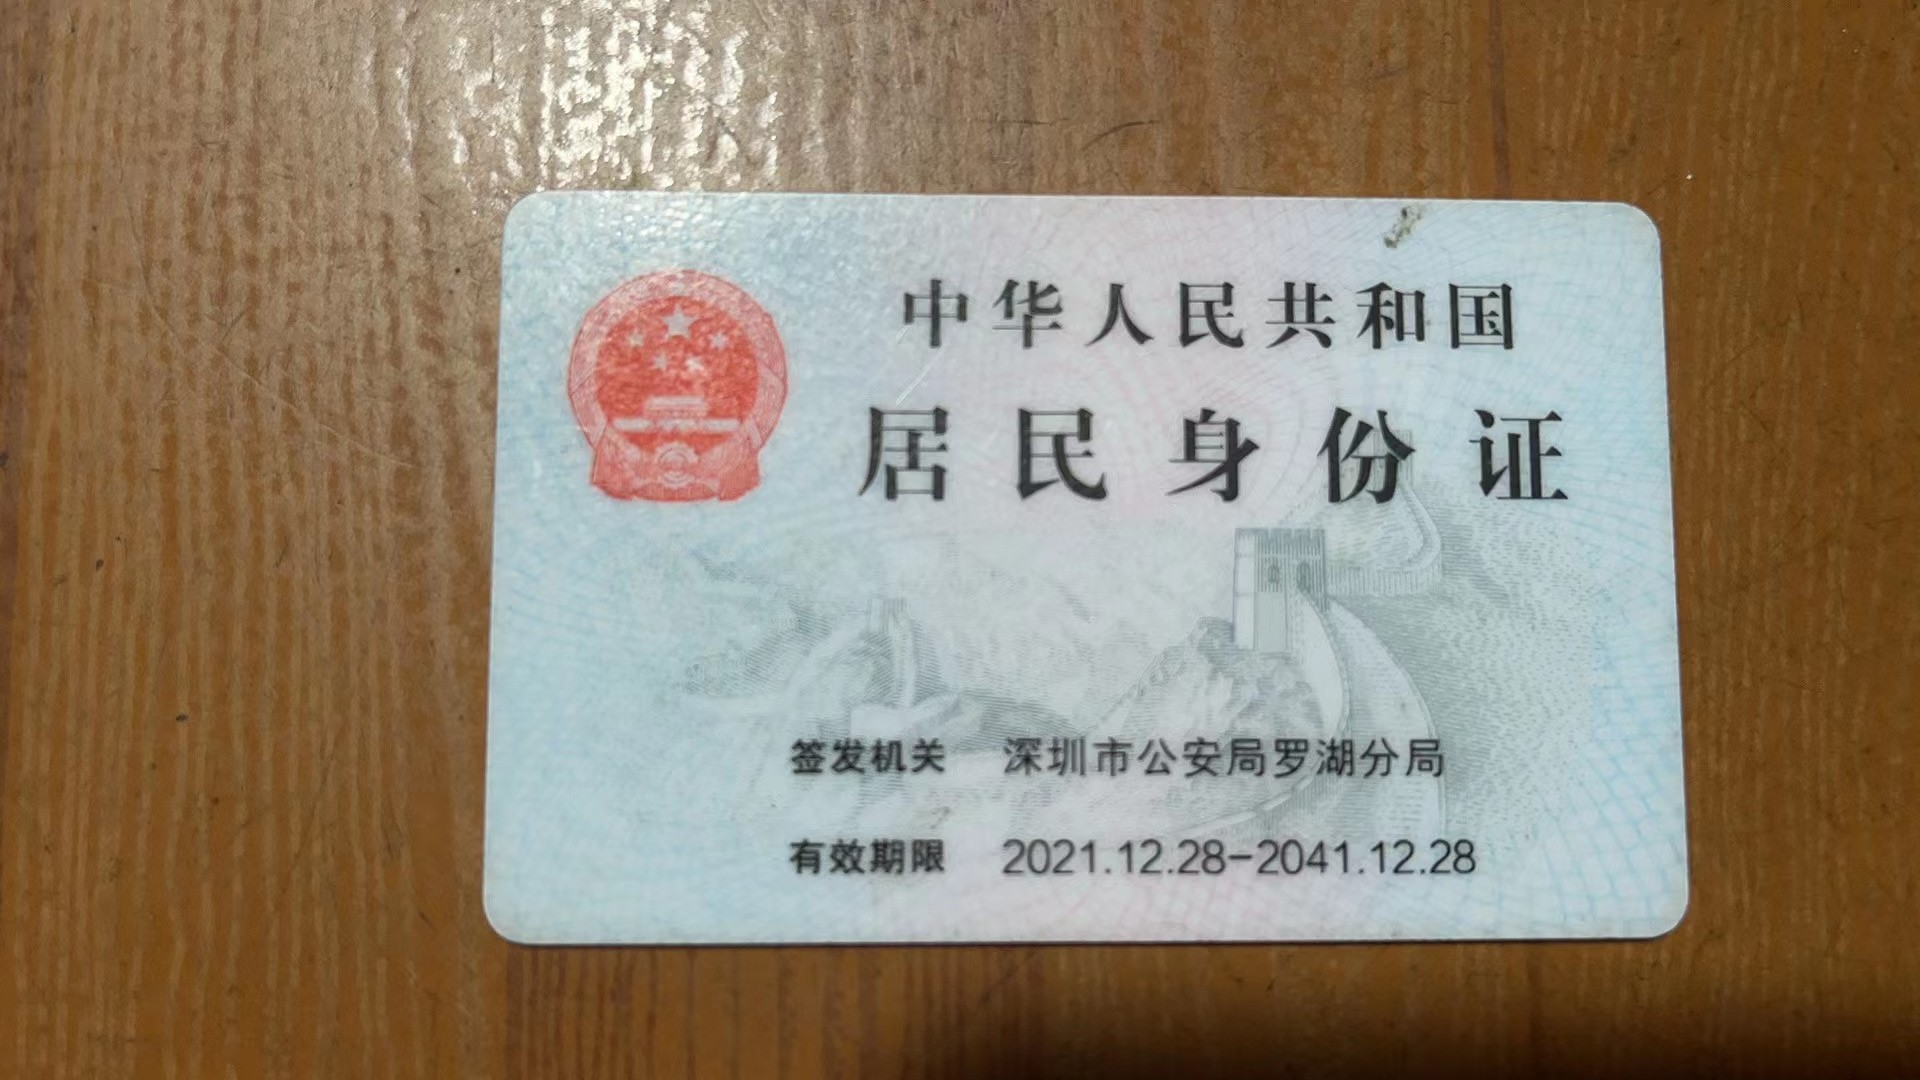 中华人民共和国
居民身份证
签发机关 深圳市公安局罗湖分局
有效期限 2021.12.28-2041.12.28